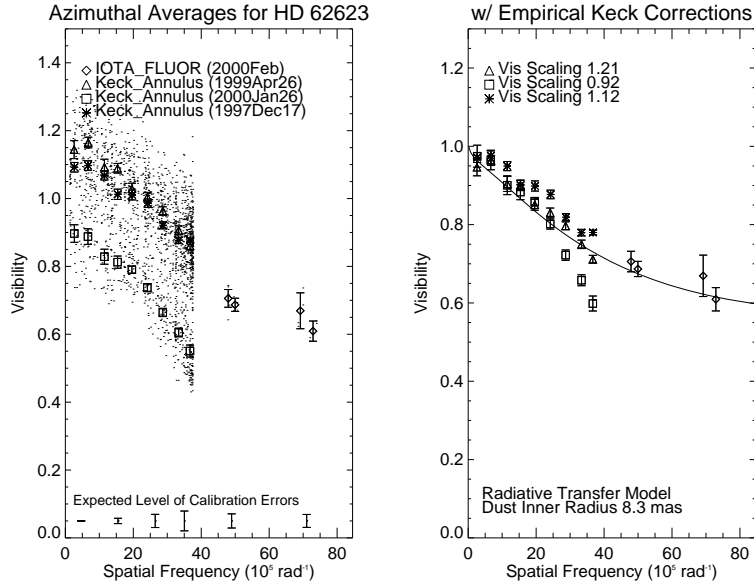 Azimuthal Averages for HD 62623
IOTA_FLUOR (2000Feb)
Keck_Annulus (1999Apr26)
Keck_Annulus (2000Jan26)
Keck_Annulus (1997Dec17)
1.4
1.2
1.0
0.8
0.6
0.4
0.2
0.0
Visibility
Expected Level of Calibration Errors
0 20 40 60 80
Spatial Frequency (10⁵ rad⁻¹)
w/ Empirical Keck Corrections
Vis Scaling 1.21
Vis Scaling 0.92
Vis Scaling 1.12
1.2
1.0
0.8
0.6
0.4
0.2
0.0
Visibility
Radiative Transfer Model
Dust Inner Radius 8.3 mas
0 20 40 60 80
Spatial Frequency (10⁵ rad⁻¹)